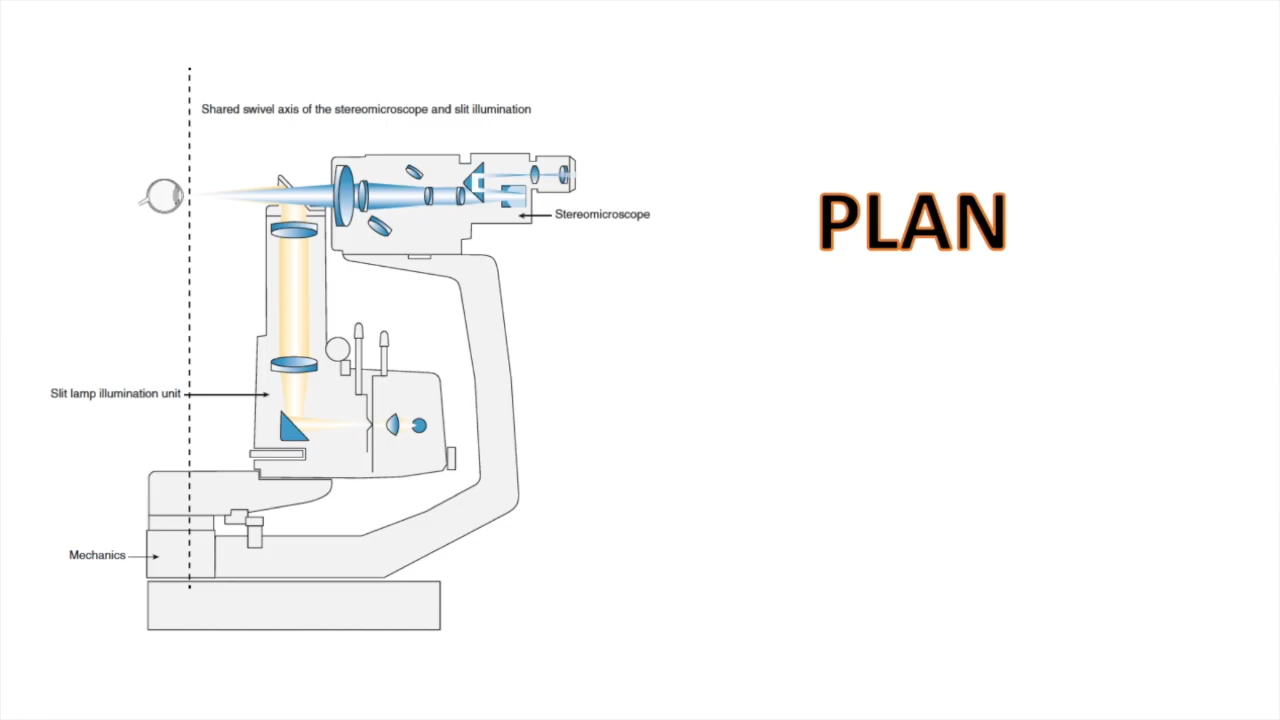 Shared swivel axis of the stereomicroscope and slit illumination
PLAN
Stereomicroscope
Slit lamp illumination unit
Mechanics